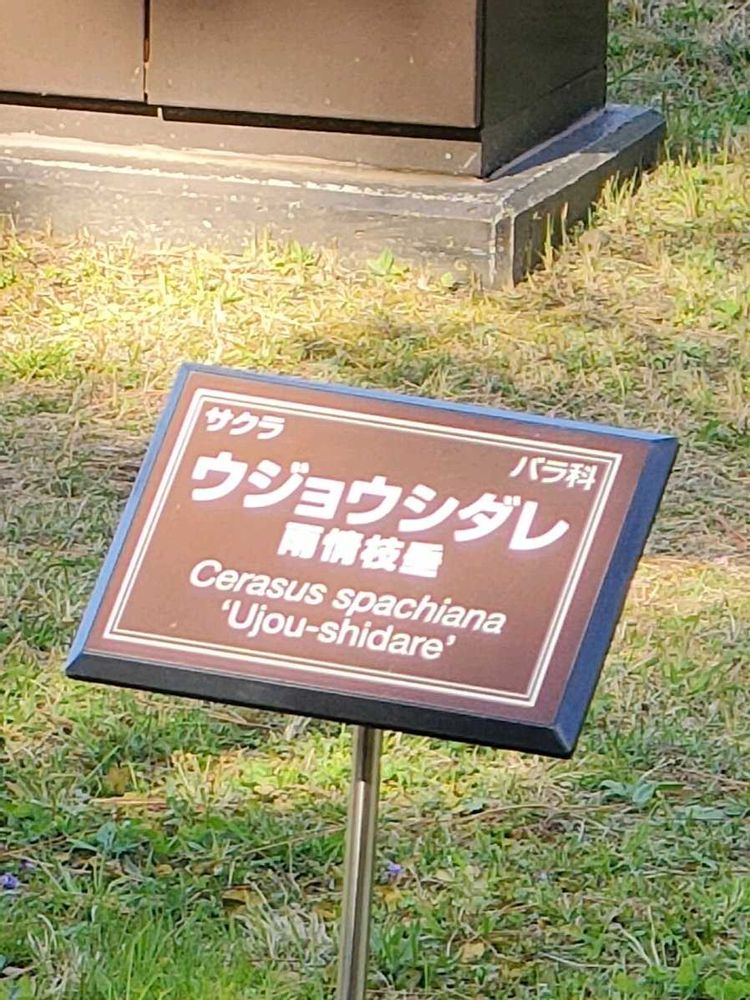 サクラ
バラ科
ウジョウシダレ
雨情枝垂
Cerasus spachiana
‘Ujou-shidare’